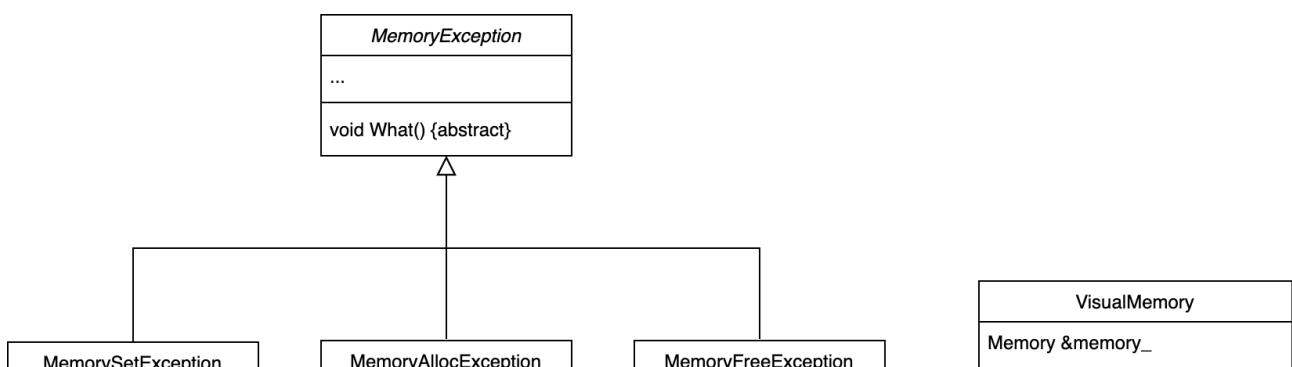 MemoryException
...
void What() {abstract}
VisualMemory
Memory &memory_
MemorySetException
MemoryAllocException
MemoryFreeException